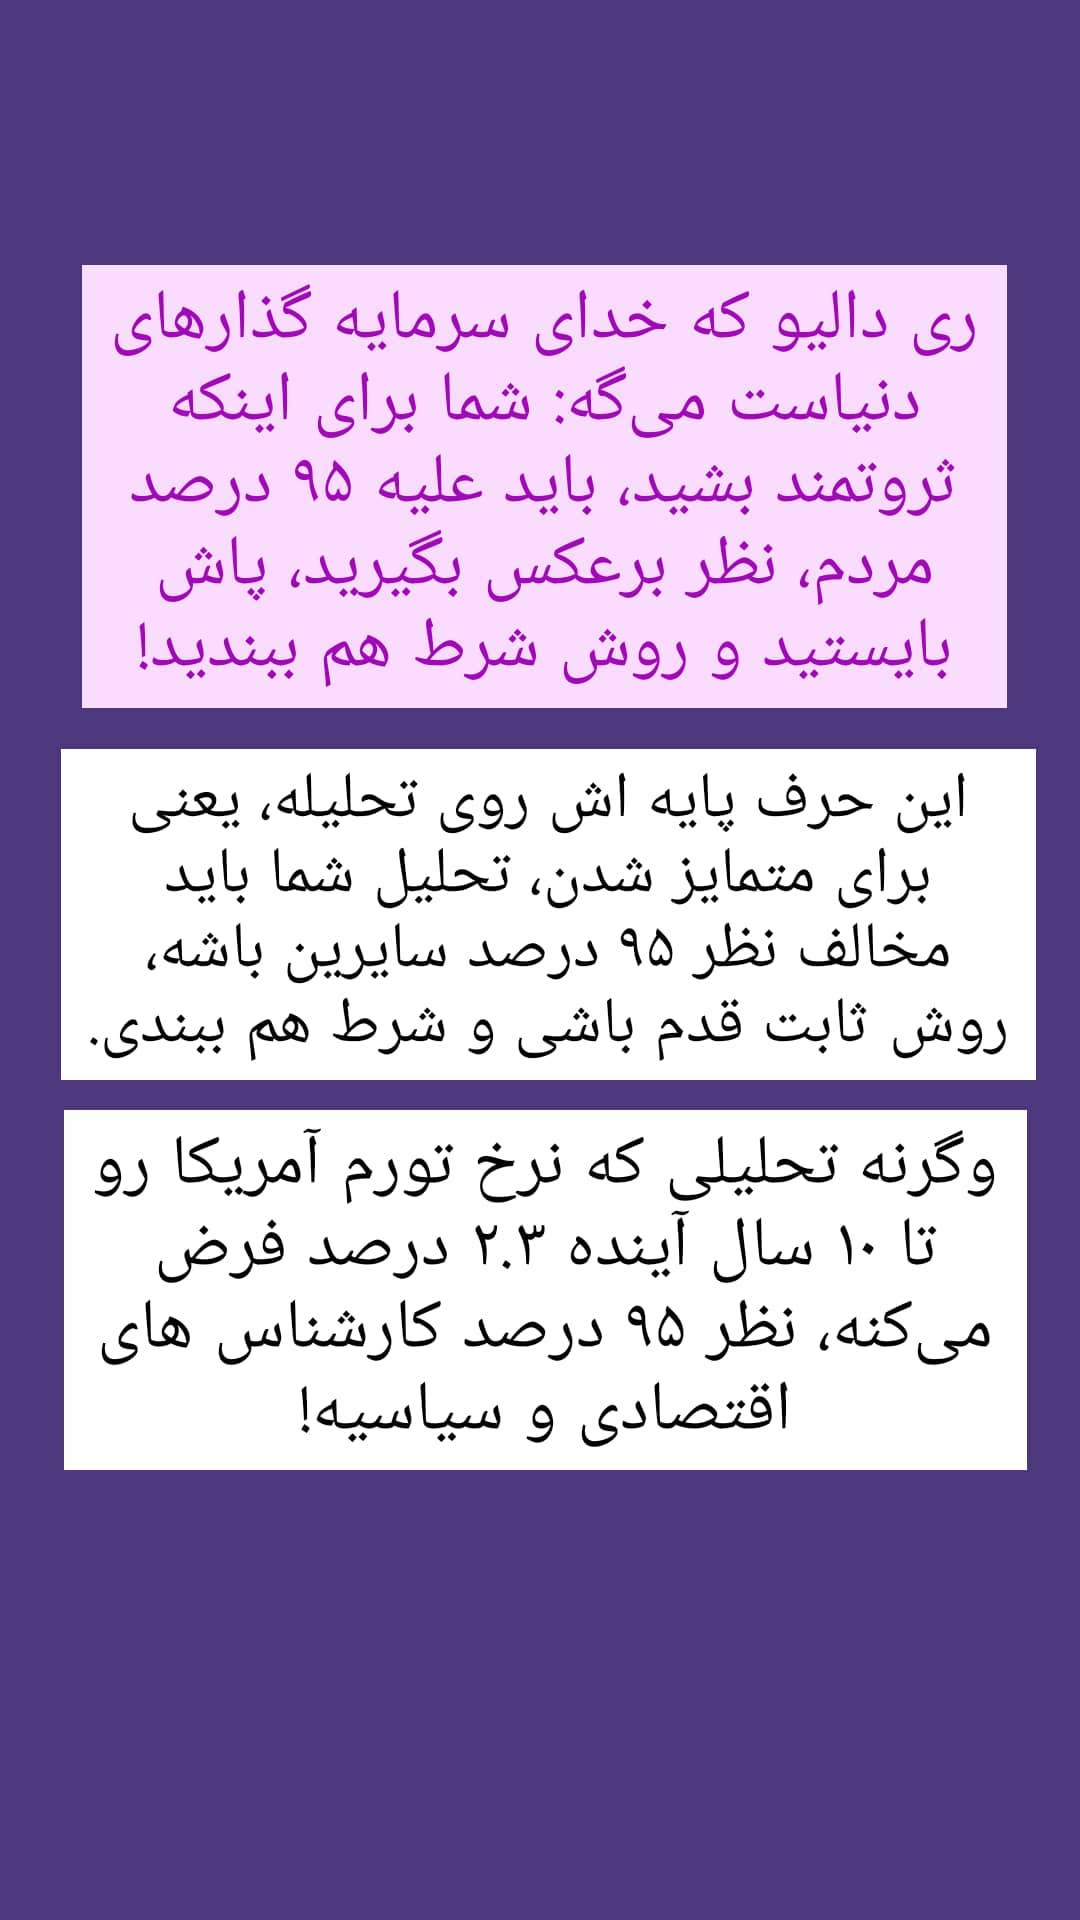 ری دالیو که خدای سرمایه گذارهای
دنیاست می‌گه: شما برای اینکه
ثروتمند بشید، باید علیه ۹۵ درصد
مردم، نظر برعکس بگیرید، پاش
بایستید و روش شرط هم ببندید!
این حرف پایه اش روی تحلیله، یعنی
برای متمایز شدن، تحلیل شما باید
مخالف نظر ۹۵ درصد سایرین باشه،
روش ثابت قدم باشی و شرط هم ببندی.
وگرنه تحلیلی که نرخ تورم آمریکا رو
تا ۱۰ سال آینده ۲.۳ درصد فرض
می‌کنه، نظر ۹۵ درصد کارشناس های
اقتصادی و سیاسیه!